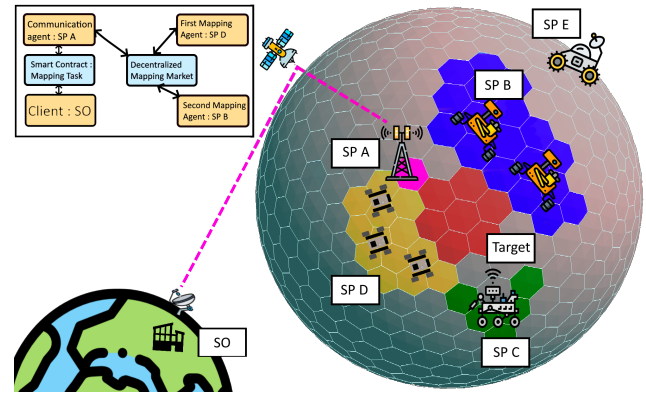 Communication
agent : SP A
First Mapping
Agent : SP D
Smart Contract :
Mapping Task
Decentralized
Mapping Market
Client : SO
Second Mapping
Agent : SP B
SP E
SP B
SP A
Target
SP D
SP C
SO